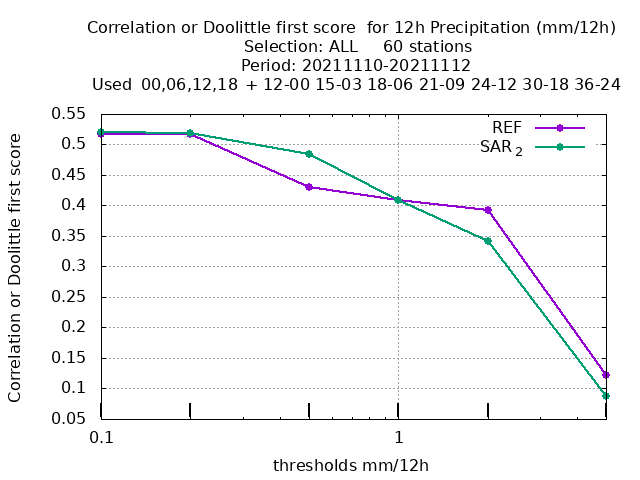 Correlation or Doolittle first score  for 12h Precipitation (mm/12h)
Selection: ALL     60 stations
Period: 20211110-20211112
Used  00,06,12,18  + 12-00 15-03 18-06 21-09 24-12 30-18 36-24
Correlation or Doolittle first score
0.55
0.5
0.45
0.4
0.35
0.3
0.25
0.2
0.15
0.1
0.05
REF
SAR 2
0.1
1
thresholds mm/12h